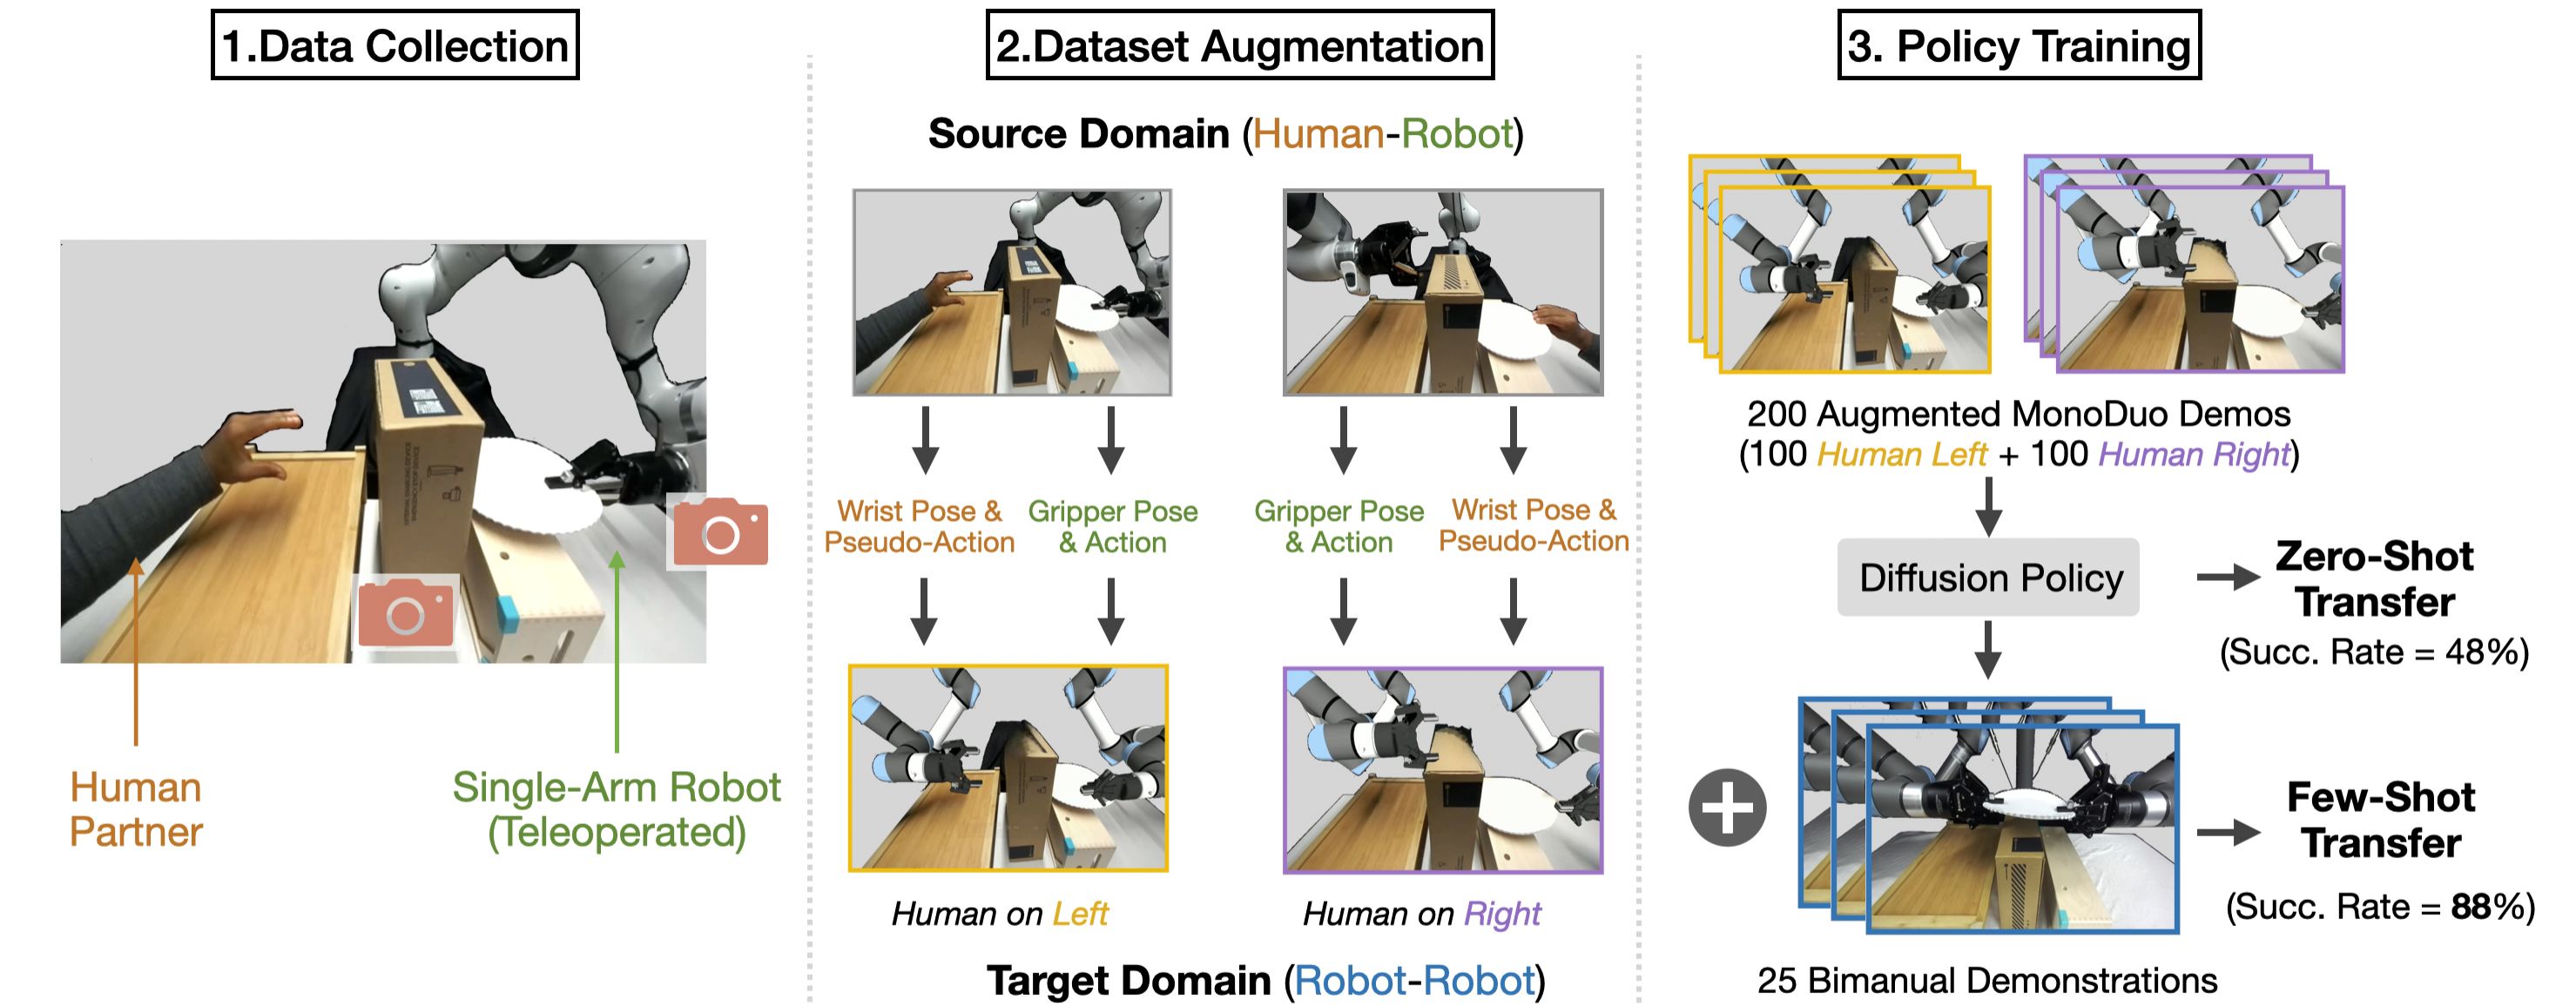 1.Data Collection
Human
Partner
Single-Arm Robot
(Teleoperated)
2.Dataset Augmentation
Source Domain (Human-Robot)
Wrist Pose &
Pseudo-Action
Gripper Pose
& Action
Gripper Pose
& Action
Wrist Pose &
Pseudo-Action
Human on Left
Human on Right
Target Domain (Robot-Robot)
3. Policy Training
200 Augmented MonoDuo Demos
(100 Human Left + 100 Human Right)
Diffusion Policy
Zero-Shot
Transfer
(Succ. Rate = 48%)
Few-Shot
Transfer
(Succ. Rate = 88%)
25 Bimanual Demonstrations